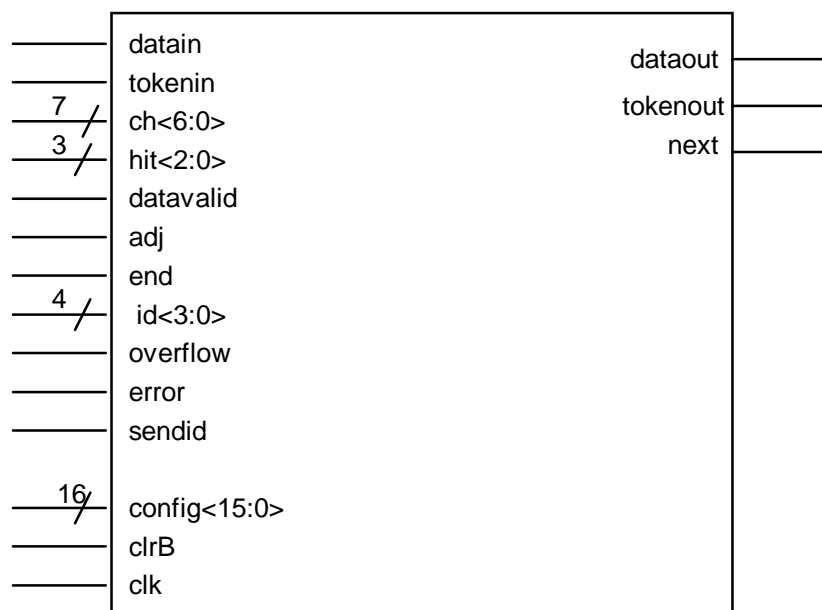 datain
tokenin
7
ch<6:0>
3
hit<2:0>
datavalid
adj
end
4
id<3:0>
overflow
error
sendid
16
config<15:0>
clrB
clk
dataout
tokenout
next